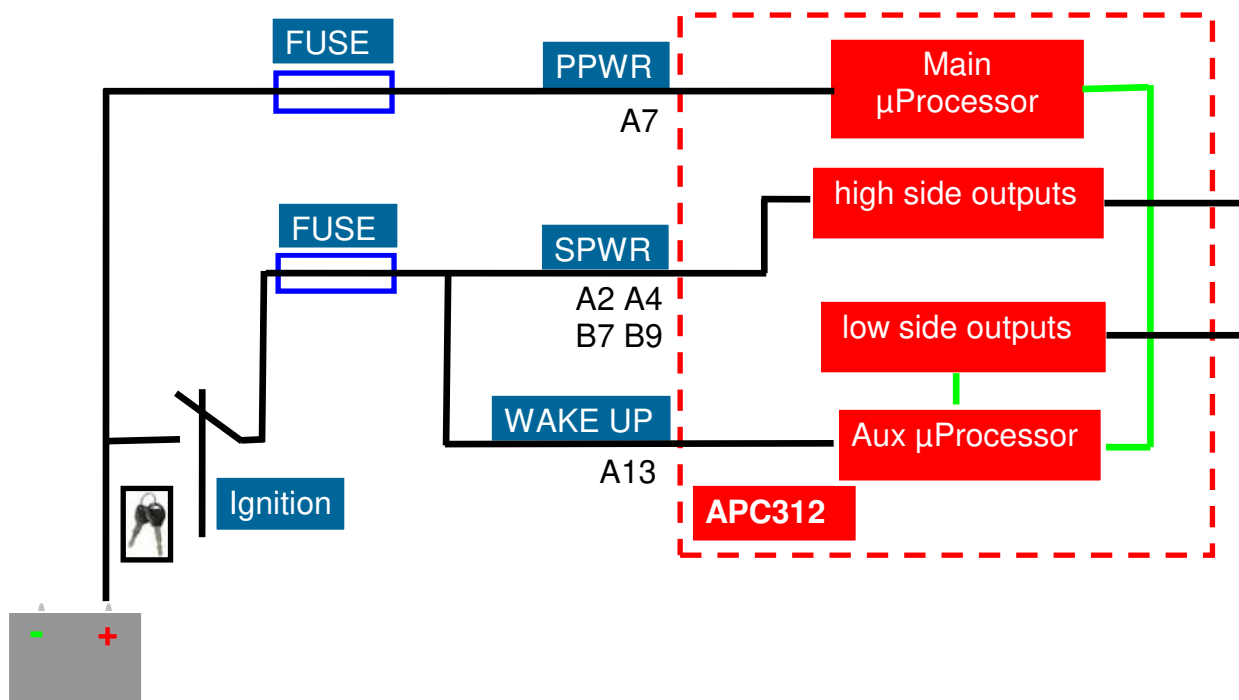 FUSE
PPWR
Main
µProcessor
A7
high side outputs
FUSE
SPWR
A2 A4
B7 B9
low side outputs
WAKE UP
Aux µProcessor
A13
Ignition
APC312
- +